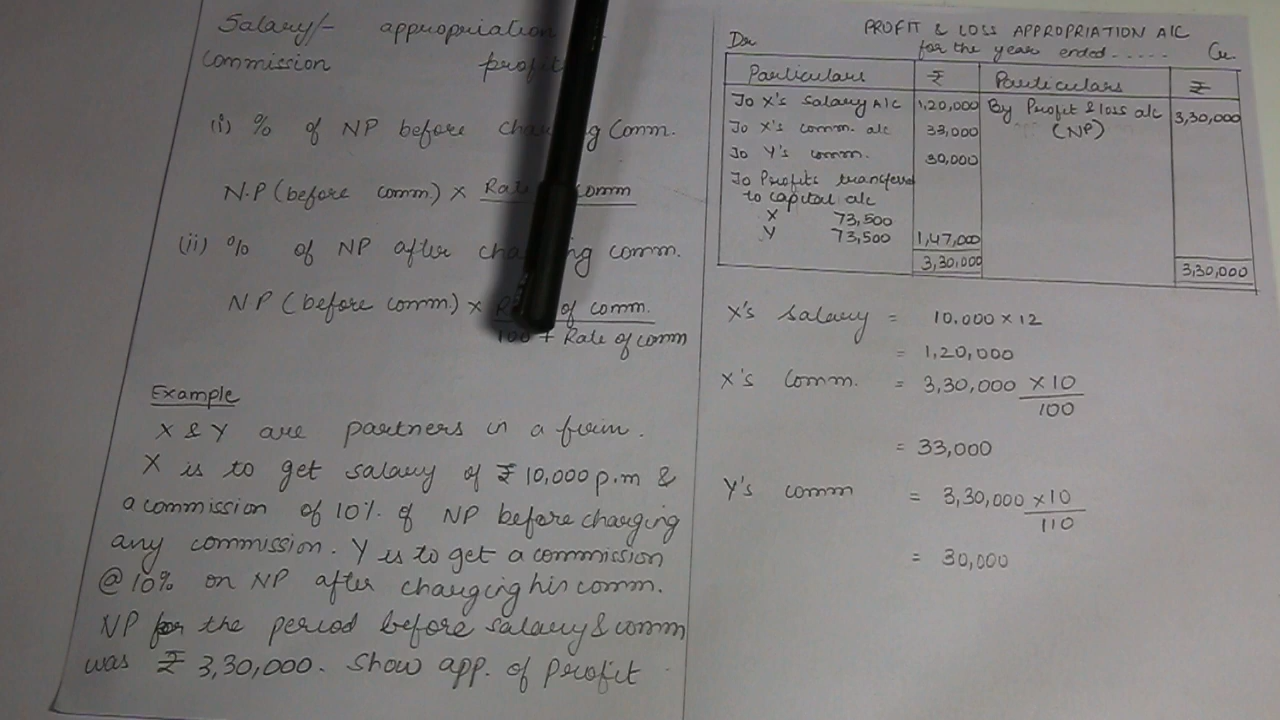 Salary/- appropriation
Commission profit
(i) % of NP before Charging Comm.
N.P (before comm.) × Rate comm
(ii) % of NP after charging comm.
NP (before comm.) × Rate of comm.
100 + Rate of comm
Example
X & Y are partners in a firm.
X is to get salary of ₹ 10,000 p.m &
a commission of 10% of NP before charging
any commission. Y is to get a commission
@ 10% on NP after charging his comm.
NP for the period before salary & comm
was ₹ 3,30,000. Show app. of profit
PROFIT & LOSS APPROPRIATION A/C
Dr for the year ended ..... Cr
Particulars ₹ Particulars ₹
To X's Salary A/c 1,20,000 By Profit & loss a/c 3,30,000
To X's comm. a/c 33,000 (NP)
To Y's comm. 30,000
To Profits transferred
to capital a/c
X 73,500
Y 73,500 1,47,000
3,30,000 3,30,000
X's Salary = 10,000 × 12
= 1,20,000
X's Comm. = 3,30,000 × 10
100
= 33,000
Y's comm = 3,30,000 × 10
110
= 30,000